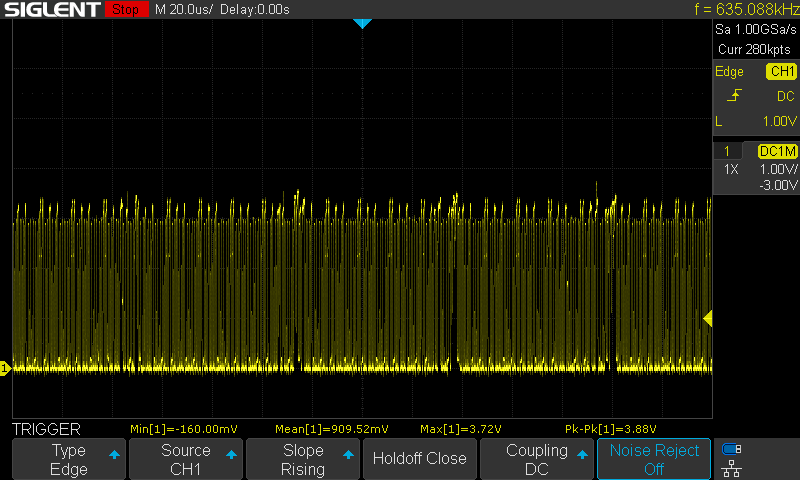 SIGLENT Stop M 20.0us/ Delay:0.00s f = 635.088kHz
Sa 1.00GSa/s
Curr 280kpts
Edge CH1
DC
L 1.00V
1 DC1M
1X 1.00V/
-3.00V
1
TRIGGER Min[1]=-160.00mV Mean[1]=909.52mV Max[1]=3.72V Pk-Pk[1]=3.88V
Type Source Slope Holdoff Close Coupling Noise Reject
Edge CH1 Rising DC Off